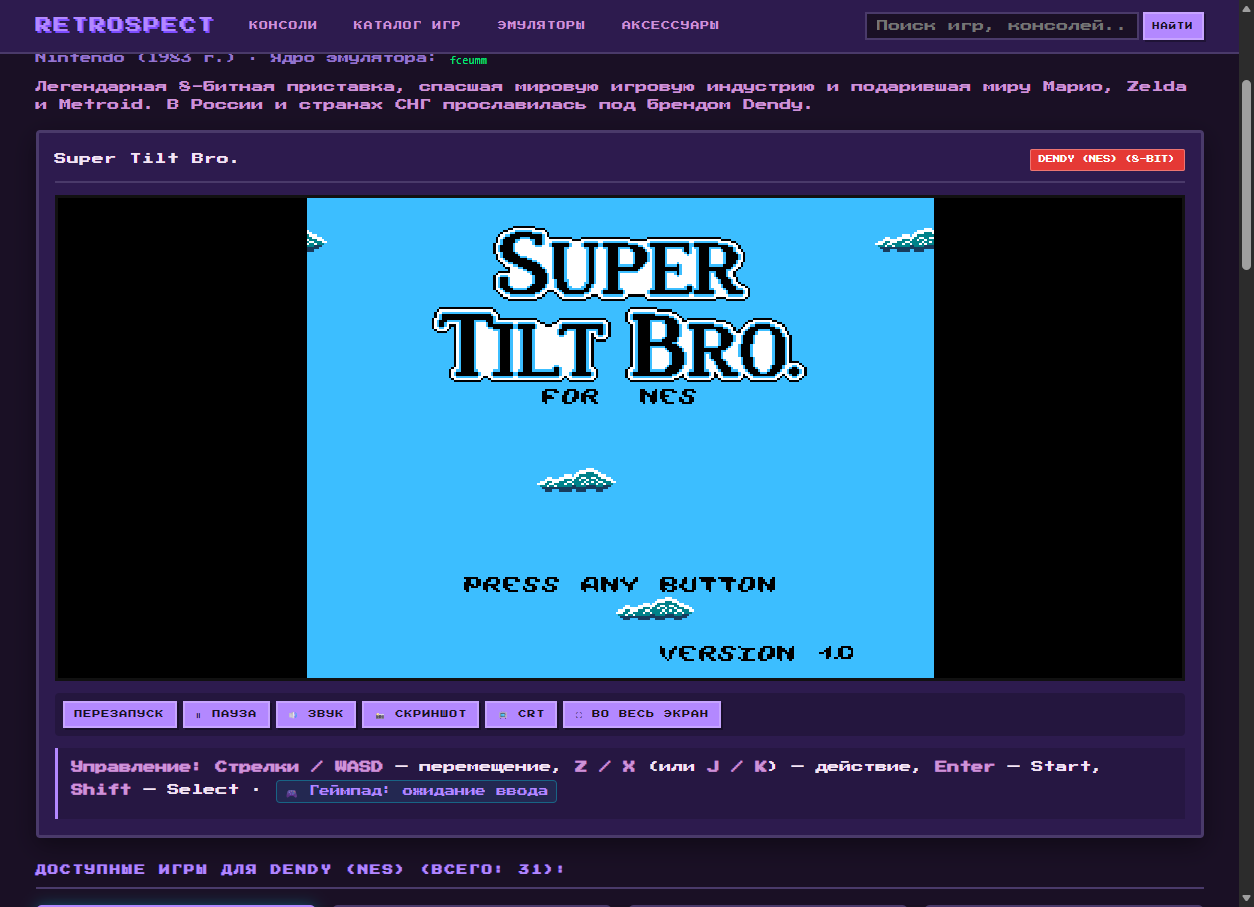 RETROSPECT
КОНСОЛИ
КАТАЛОГ ИГР
ЭМУЛЯТОРЫ
АКСЕССУАРЫ
Поиск игр, консолей..
НАЙТИ
Nintendo (1983 г.) · Ядро эмулятора: fceumm
Легендарная 8-битная приставка, спасшая мировую игровую индустрию и подарившая миру Марио, Zelda
и Metroid. В России и странах СНГ прославилась под брендом Dendy.
Super Tilt Bro.
DENDY (NES) (8-BIT)
SUPER
TILT BRO.
FOR NES
PRESS ANY BUTTON
VERSION 1.0
ПЕРЕЗАПУСК
ПАУЗА
ЗВУК
СКРИНШОТ
CRT
ВО ВЕСЬ ЭКРАН
Управление: Стрелки / WASD — перемещение, Z / X (или J / K) — действие, Enter — Start,
Shift — Select · Геймпад: ожидание ввода
ДОСТУПНЫЕ ИГРЫ ДЛЯ DENDY (NES) (ВСЕГО: 31):